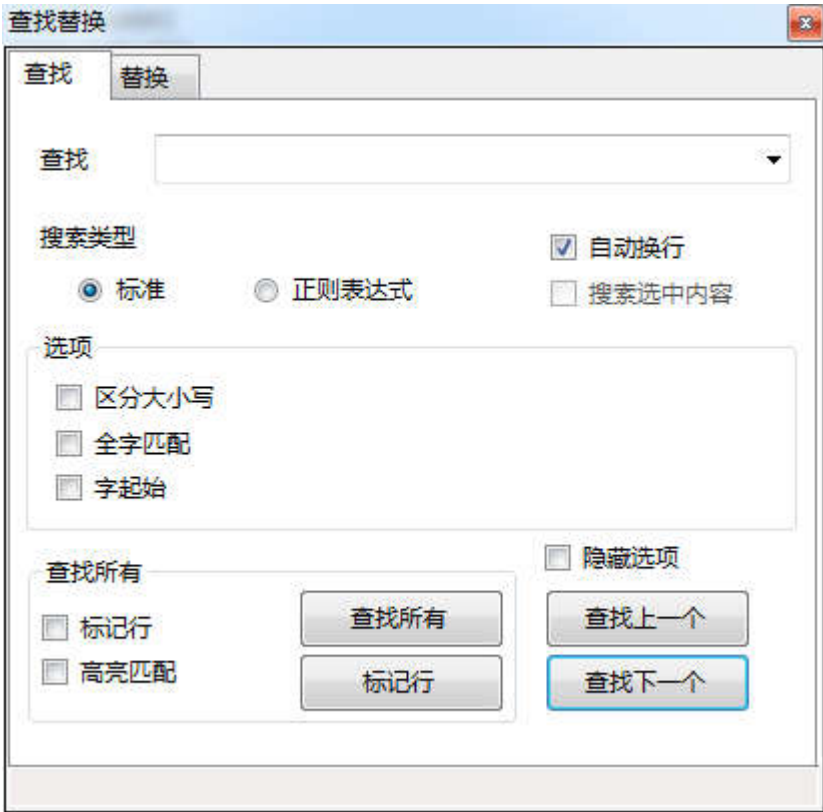 查找替换
查找 替换
查找
搜索类型
自动换行
标准 正则表达式
搜索选中内容
选项
区分大小写
全字匹配
字起始
隐藏选项
查找所有
标记行
高亮匹配
查找所有
标记行
查找上一个
查找下一个